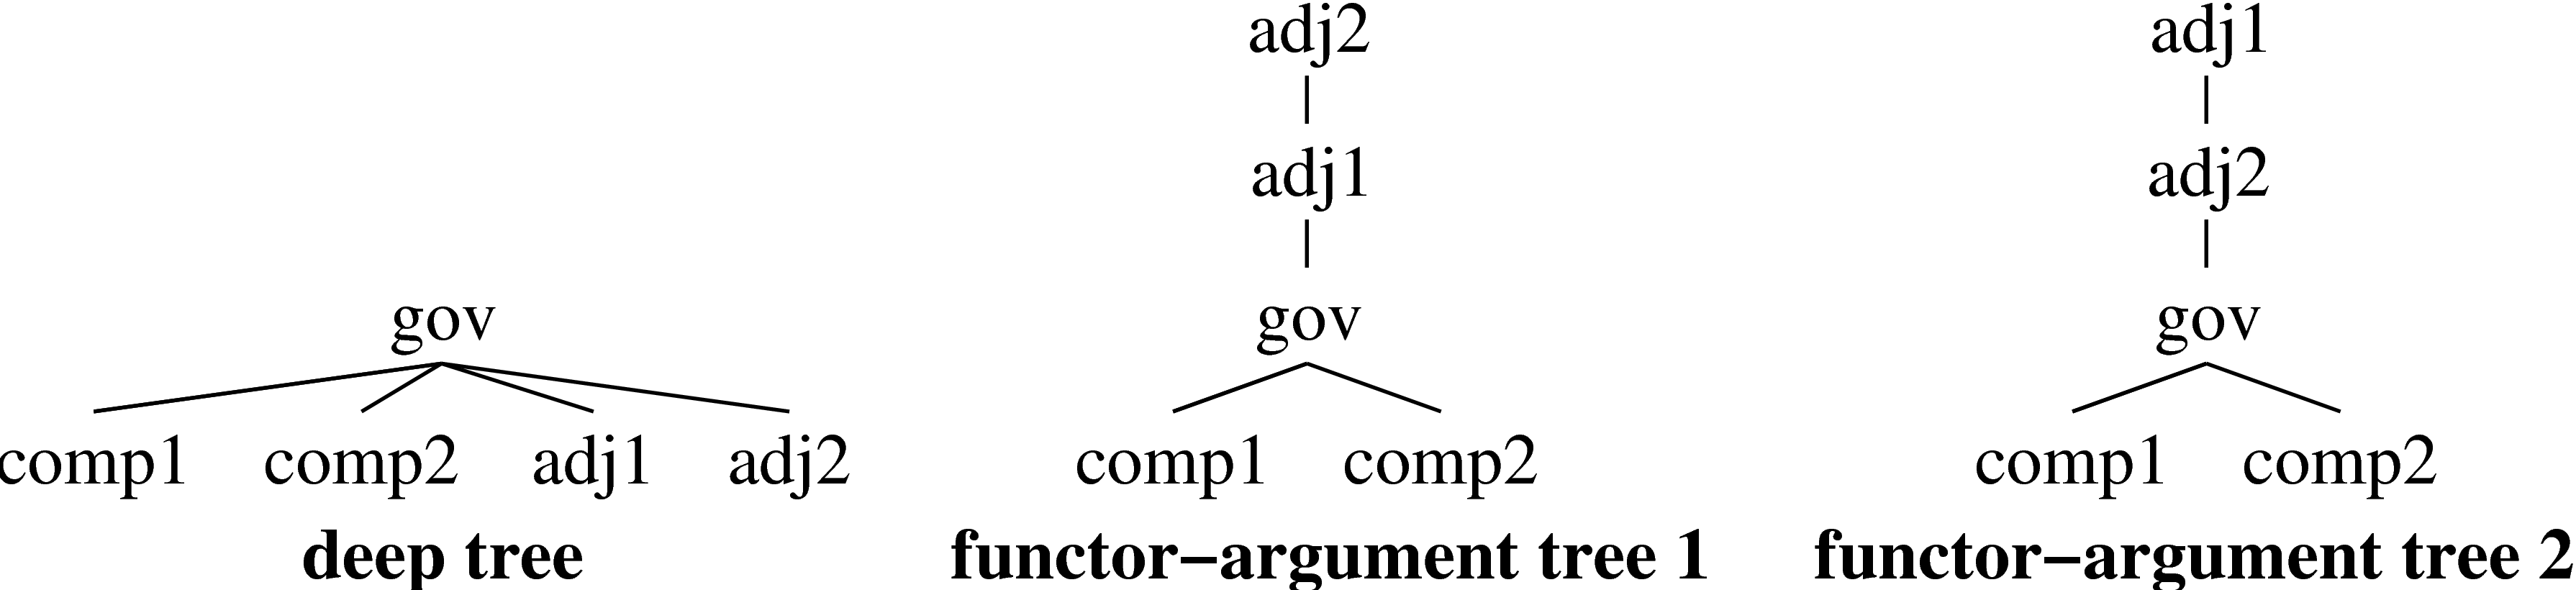 adj2 adj1
adj1 adj2
gov gov gov
comp1 comp2 adj1 adj2 comp1 comp2 comp1 comp2
deep tree functor–argument tree 1 functor–argument tree 2